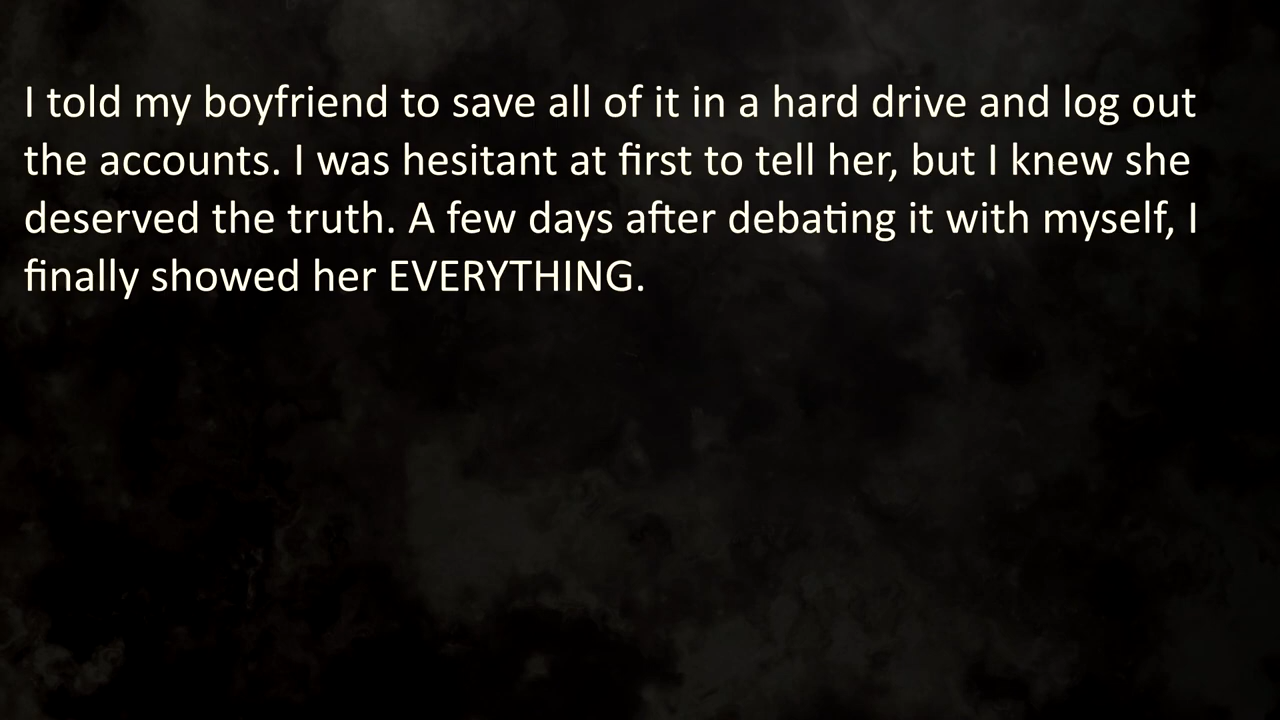 I told my boyfriend to save all of it in a hard drive and log out
the accounts. I was hesitant at first to tell her, but I knew she
deserved the truth. A few days after debating it with myself, I
finally showed her EVERYTHING.